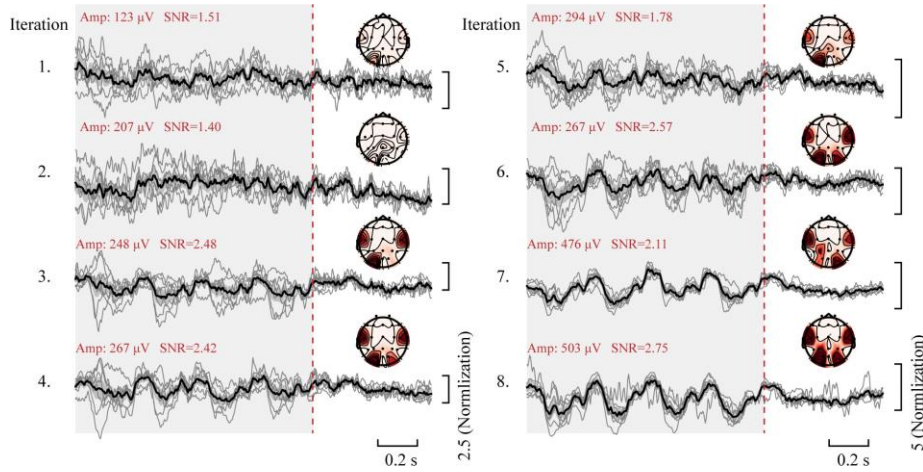 Iteration
Amp: 123 μV SNR=1.51
1.
Amp: 207 μV SNR=1.40
2.
Amp: 248 μV SNR=2.48
3.
Amp: 267 μV SNR=2.42
4.
0.2 s
2.5 (Normlization)
Iteration
Amp: 294 μV SNR=1.78
5.
Amp: 267 μV SNR=2.57
6.
Amp: 476 μV SNR=2.11
7.
Amp: 503 μV SNR=2.75
8.
0.2 s
5 (Normlization)